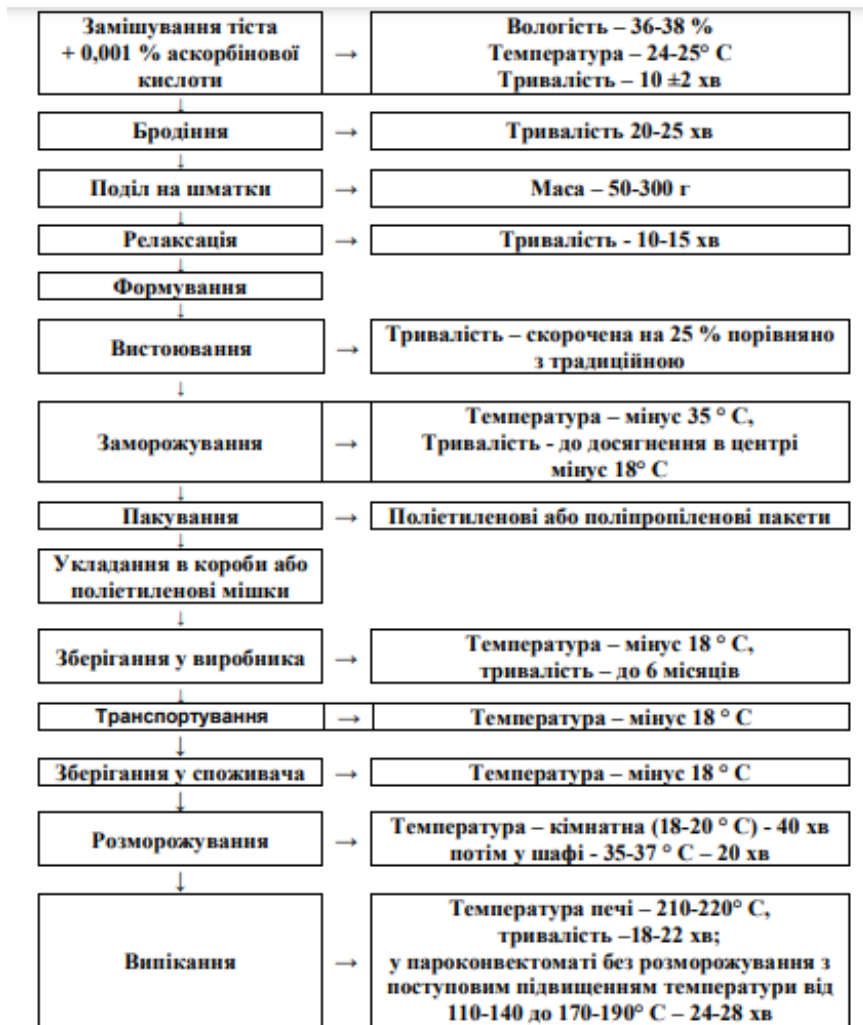 Замішування тіста
+ 0,001 % аскорбінової
кислоти
→
Вологість – 36-38 %
Температура – 24-25° С
Тривалість – 10 ±2 хв
↓
Бродіння
→
Тривалість 20-25 хв
↓
Поділ на шматки
→
Маса – 50-300 г
↓
Релаксація
→
Тривалість - 10-15 хв
↓
Формування
↓
Вистоювання
→
Тривалість – скорочена на 25 % порівняно
з традиційною
↓
Заморожування
→
Температура – мінус 35 ° С,
Тривалість - до досягнення в центрі
мінус 18° С
↓
Пакування
→
Поліетиленові або поліпропіленові пакети
↓
Укладання в короби або
поліетиленові мішки
↓
Зберігання у виробника
→
Температура – мінус 18 ° С,
тривалість – до 6 місяців
↓
Транспортування
→
Температура – мінус 18 ° С
↓
Зберігання у споживача
→
Температура – мінус 18 ° С
↓
Розморожування
→
Температура – кімнатна (18-20 ° С) - 40 хв
потім у шафі - 35-37 ° С – 20 хв
↓
Випікання
→
Температура печі – 210-220° С,
тривалість –18-22 хв;
у пароконвектоматі без розморожування з
поступовим підвищенням температури від
110-140 до 170-190° С – 24-28 хв